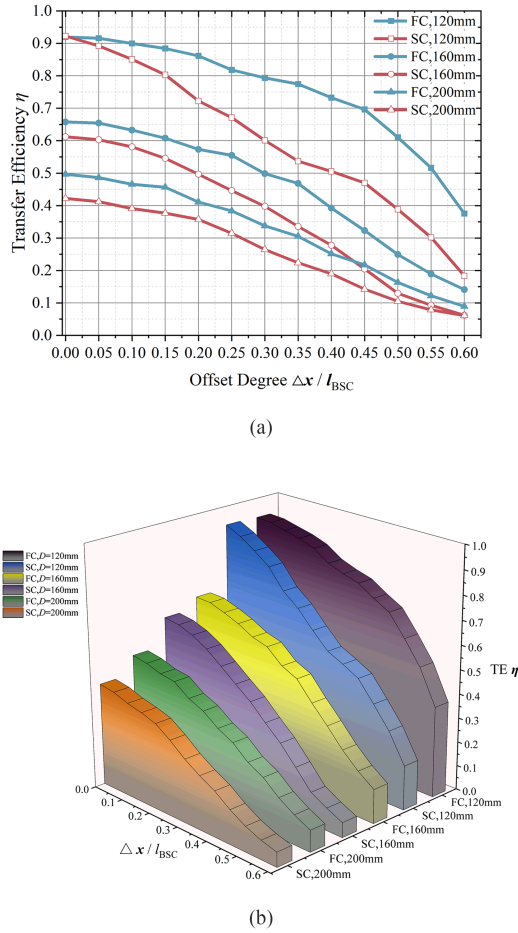 1.0
0.9
0.8
0.7
0.6
0.5
0.4
0.3
0.2
0.1
0.0
Transfer Efficiency η
FC,120mm
SC,120mm
FC,160mm
SC,160mm
FC,200mm
SC,200mm
0.00 0.05 0.10 0.15 0.20 0.25 0.30 0.35 0.40 0.45 0.50 0.55 0.60
Offset Degree △x / lBSC
(a)
FC,D=120mm
SC,D=120mm
FC,D=160mm
SC,D=160mm
FC,D=200mm
SC,D=200mm
1.0
0.9
0.8
0.7
0.6
0.5
0.4
0.3
0.2
0.1
0.0
TE η
0.0
0.1
0.2
0.3
0.4
0.5
0.6
△ x / lBSC
FC,120mm
SC,120mm
FC,160mm
SC,160mm
FC,200mm
SC,200mm
(b)